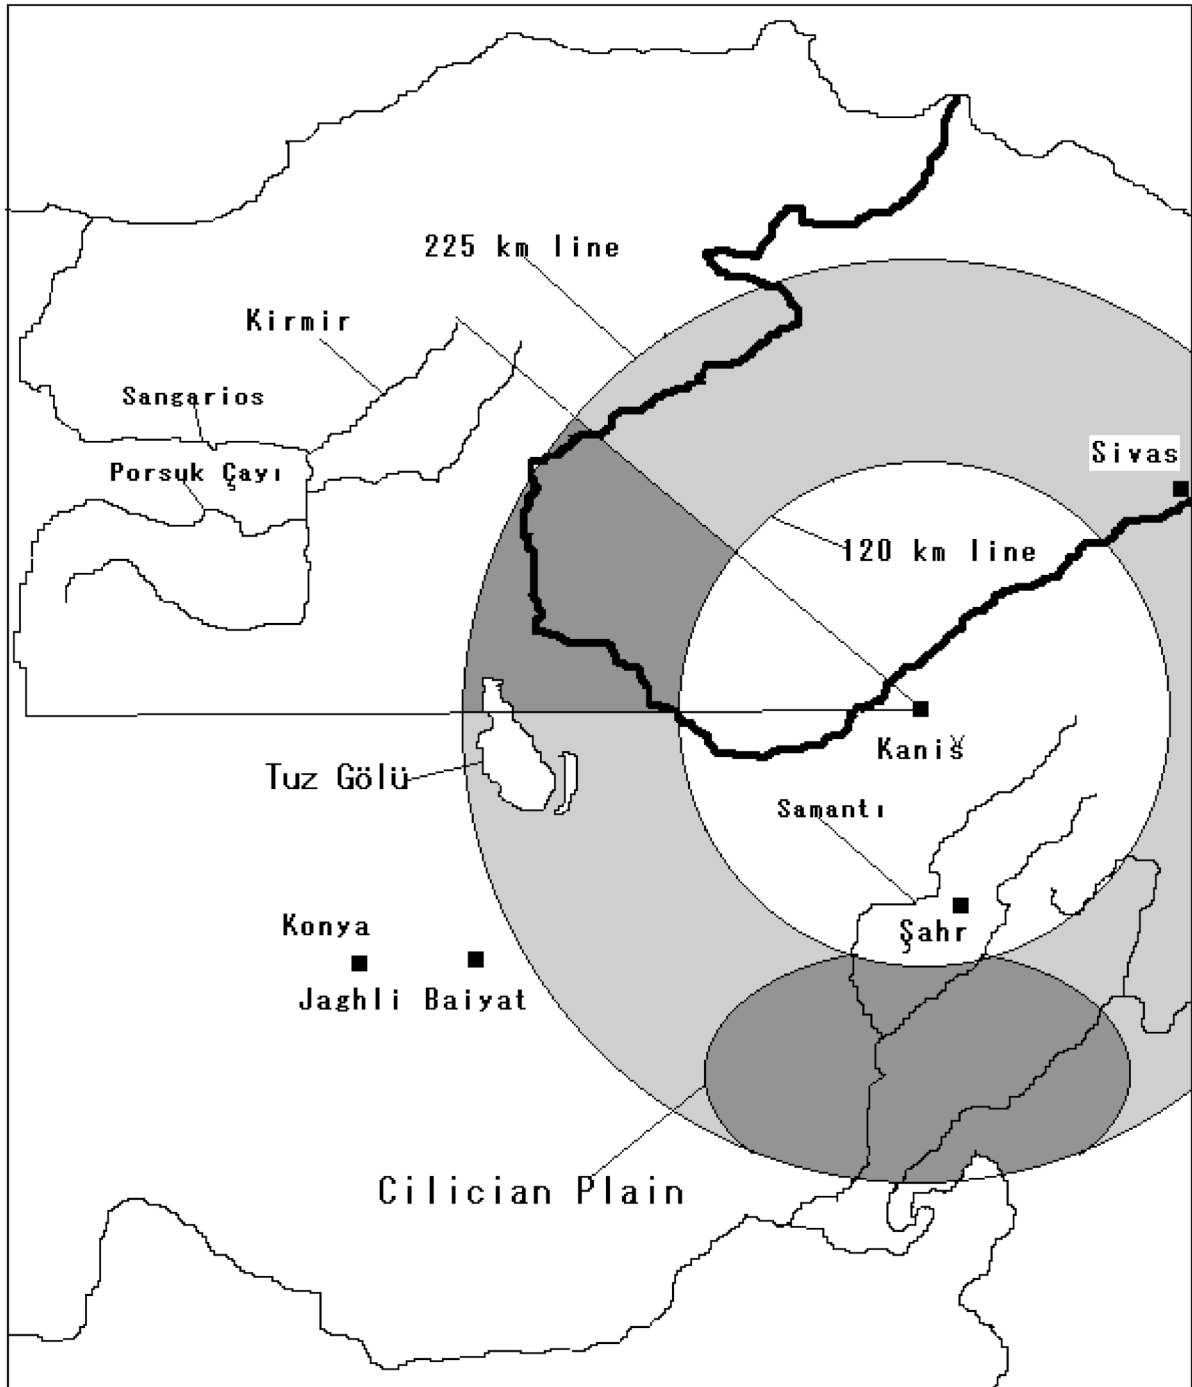 225 km line
Kirmir
Sangarios
Porsuk Çayı
Sivas
120 km line
Kaniš
Tuz Gölü
Samantı
Konya
Şahr
Jaghli Baiyat
Cilician Plain